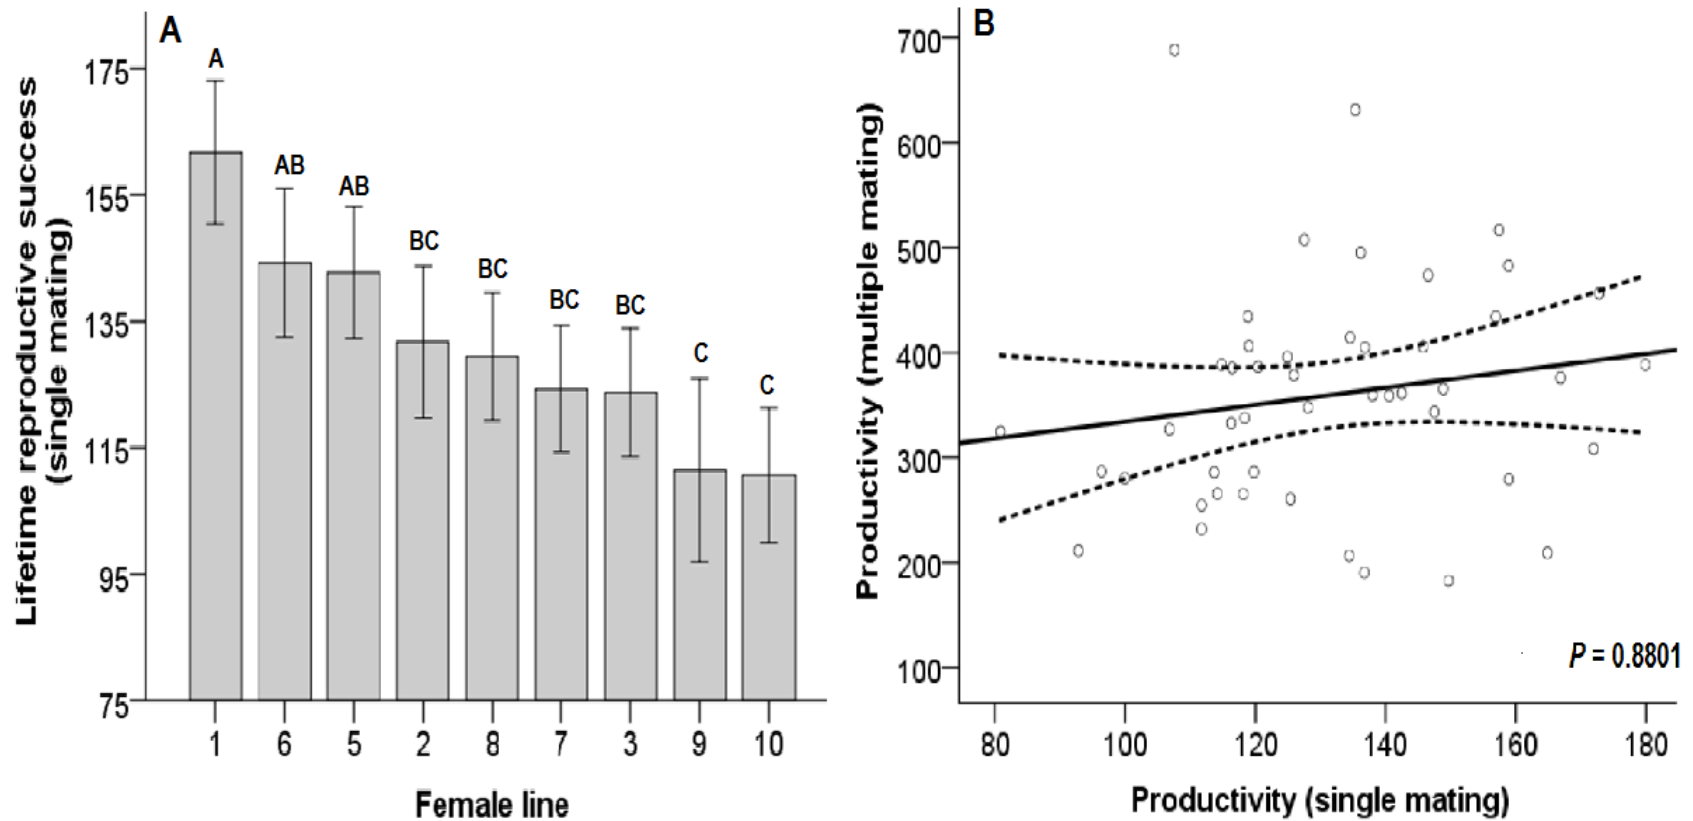 A
Lifetime reproductive success
(single mating)
175
155
135
115
95
75
A
AB
AB
BC
BC
BC
BC
C
C
1 6 5 2 8 7 3 9 10
Female line
B
Productivity (multiple mating)
700
600
500
400
300
200
100
P = 0.8801
80 100 120 140 160 180
Productivity (single mating)